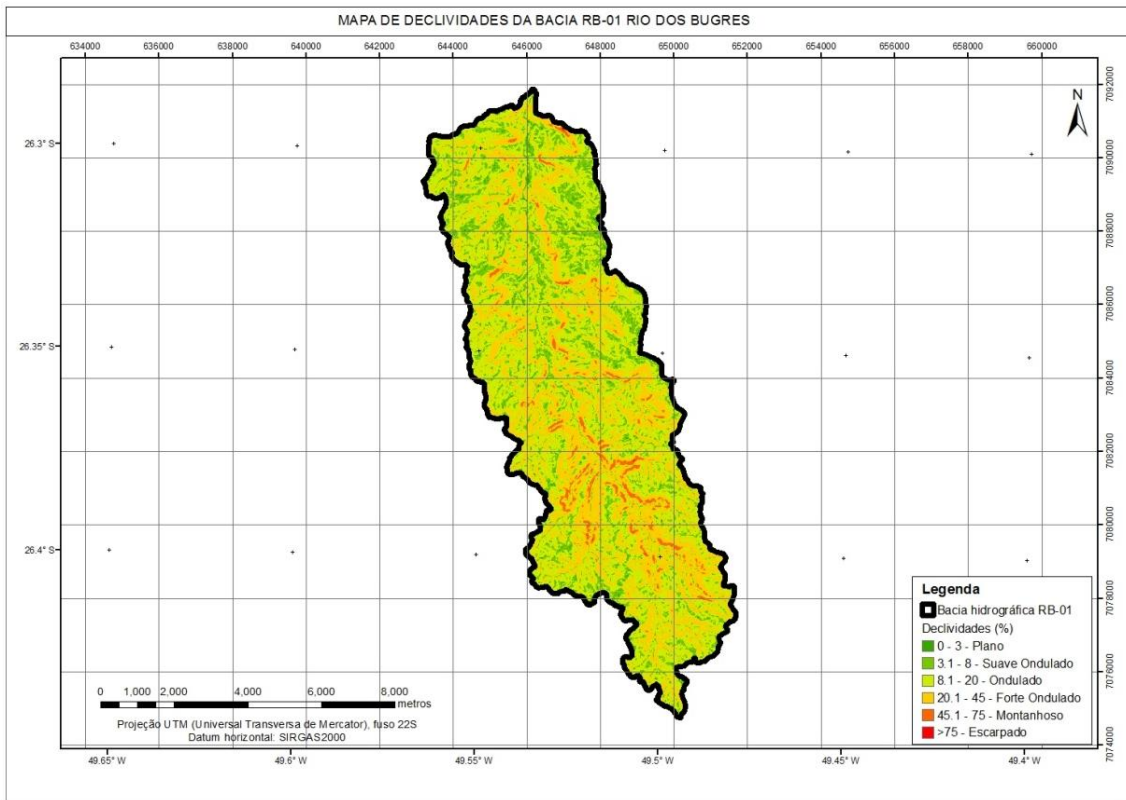 MAPA DE DECLIVIDADES DA BACIA RB-01 RIO DOS BUGRES
634000 636000 638000 640000 642000 644000 646000 648000 650000 652000 654000 656000 658000 660000
N
7092000
26.3° S
7090000
7088000
7086000
26.35° S
7084000
7082000
7080000
26.4° S
7078000
7076000
7074000
Legenda
Bacia hidrográfica RB-01
Declividades (%)
0 - 3 - Plano
3.1 - 8 - Suave Ondulado
8.1 - 20 - Ondulado
20.1 - 45 - Forte Ondulado
45.1 - 75 - Montanhoso
>75 - Escarpado
0 1,000 2,000 4,000 6,000 8,000
metros
Projeção UTM (Universal Transversa de Mercator), fuso 22S
Datum horizontal: SIRGAS2000
49.65° W 49.6° W 49.55° W 49.5° W 49.45° W 49.4° W